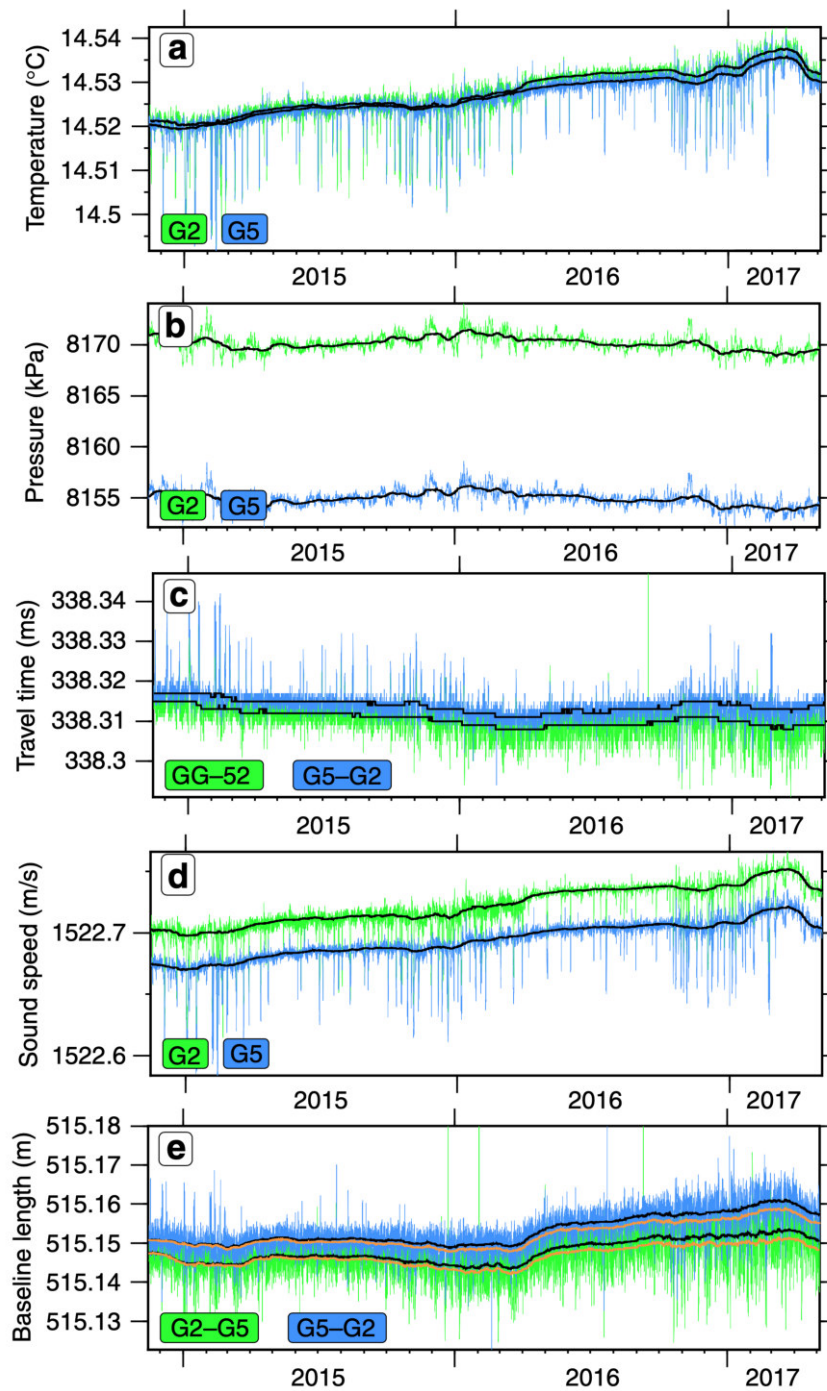 a
Temperature (°C)
14.54
14.53
14.52
14.51
14.5
G2 G5
2015 2016 2017
b
Pressure (kPa)
8170
8165
8160
8155
G2 G5
2015 2016 2017
c
Travel time (ms)
338.34
338.33
338.32
338.31
338.3
GG–52 G5–G2
2015 2016 2017
d
Sound speed (m/s)
1522.7
1522.6
G2 G5
2015 2016 2017
e
Baseline length (m)
515.18
515.17
515.16
515.15
515.14
515.13
G2–G5 G5–G2
2015 2016 2017